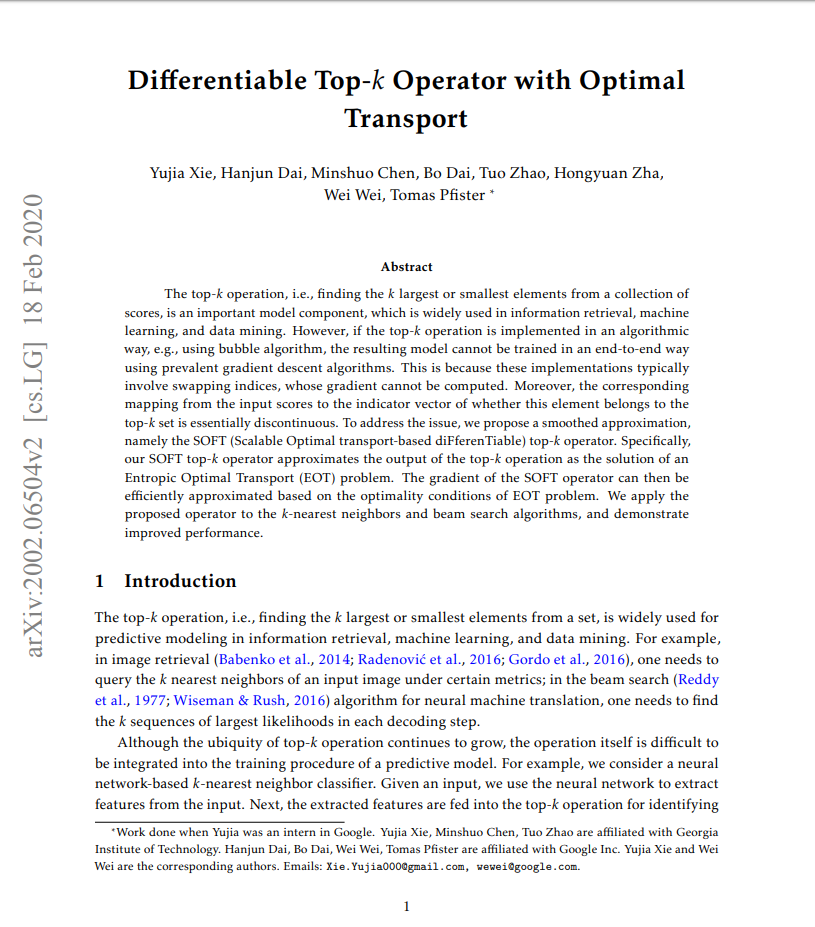 Differentiable Top-k Operator with Optimal
Transport
Yujia Xie, Hanjun Dai, Minshuo Chen, Bo Dai, Tuo Zhao, Hongyuan Zha,
Wei Wei, Tomas Pfister *
arXiv:2002.06504v2 [cs.LG] 18 Feb 2020
Abstract
The top-k operation, i.e., finding the k largest or smallest elements from a collection of
scores, is an important model component, which is widely used in information retrieval, machine
learning, and data mining. However, if the top-k operation is implemented in an algorithmic
way, e.g., using bubble algorithm, the resulting model cannot be trained in an end-to-end way
using prevalent gradient descent algorithms. This is because these implementations typically
involve swapping indices, whose gradient cannot be computed. Moreover, the corresponding
mapping from the input scores to the indicator vector of whether this element belongs to the
top-k set is essentially discontinuous. To address the issue, we propose a smoothed approximation,
namely the SOFT (Scalable Optimal transport-based diFferenTiable) top-k operator. Specifically,
our SOFT top-k operator approximates the output of the top-k operation as the solution of an
Entropic Optimal Transport (EOT) problem. The gradient of the SOFT operator can then be
efficiently approximated based on the optimality conditions of EOT problem. We apply the
proposed operator to the k-nearest neighbors and beam search algorithms, and demonstrate
improved performance.
1 Introduction
The top-k operation, i.e., finding the k largest or smallest elements from a set, is widely used for
predictive modeling in information retrieval, machine learning, and data mining. For example,
in image retrieval (Babenko et al., 2014; Radenović et al., 2016; Gordo et al., 2016), one needs to
query the k nearest neighbors of an input image under certain metrics; in the beam search (Reddy
et al., 1977; Wiseman & Rush, 2016) algorithm for neural machine translation, one needs to find
the k sequences of largest likelihoods in each decoding step.
Although the ubiquity of top-k operation continues to grow, the operation itself is difficult to
be integrated into the training procedure of a predictive model. For example, we consider a neural
network-based k-nearest neighbor classifier. Given an input, we use the neural network to extract
features from the input. Next, the extracted features are fed into the top-k operation for identifying
*Work done when Yujia was an intern in Google. Yujia Xie, Minshuo Chen, Tuo Zhao are affiliated with Georgia
Institute of Technology. Hanjun Dai, Bo Dai, Wei Wei, Tomas Pfister are affiliated with Google Inc. Yujia Xie and Wei
Wei are the corresponding authors. Emails: Xie.Yujia000@gmail.com, wewei@google.com.
1